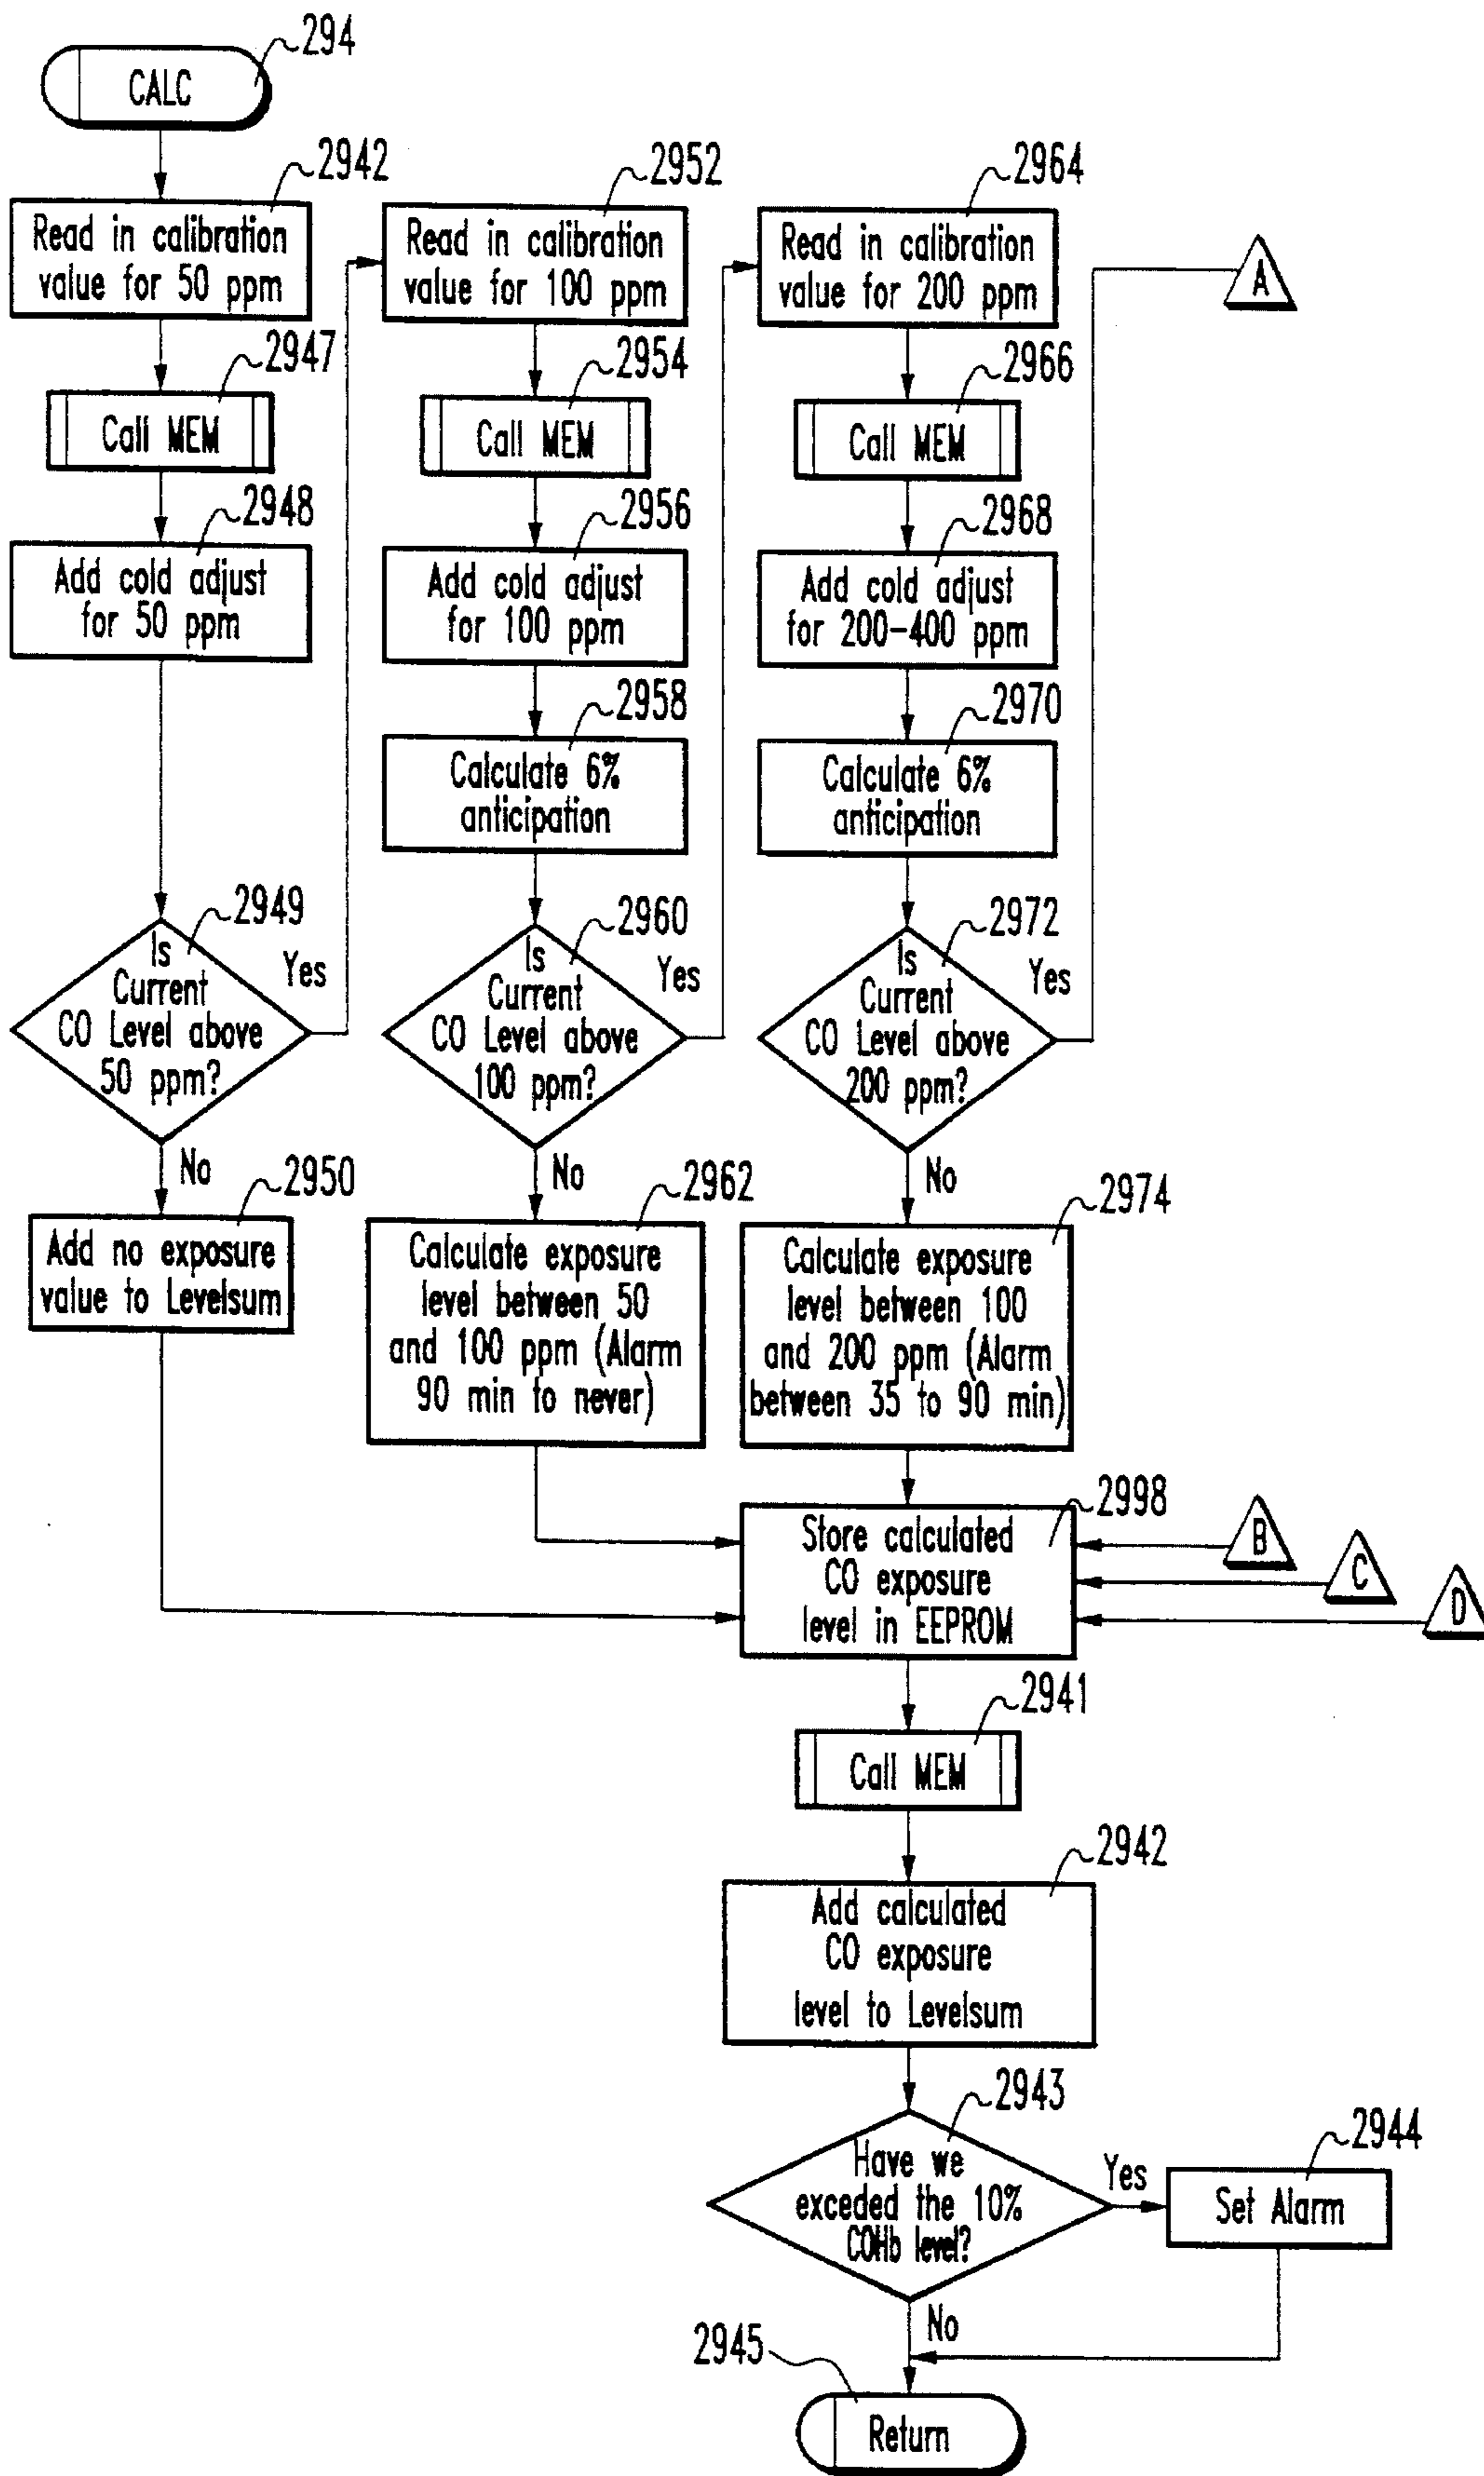 294
CALC
2942
Read in calibration
value for 50 ppm
2947
Call MEM
2948
Add cold adjust
for 50 ppm
2949
Is
Current
CO Level above
50 ppm?
Yes
No
2950
Add no exposure
value to Levelsum
2952
Read in calibration
value for 100 ppm
2954
Call MEM
2956
Add cold adjust
for 100 ppm
2958
Calculate 6%
anticipation
2960
Is
Current
CO Level above
100 ppm?
Yes
No
2962
Calculate exposure
level between 50
and 100 ppm (Alarm
90 min to never)
2964
Read in calibration
value for 200 ppm
2966
Call MEM
2968
Add cold adjust
for 200-400 ppm
2970
Calculate 6%
anticipation
2972
Is
Current
CO Level above
200 ppm?
Yes
No
A
2974
Calculate exposure
level between 100
and 200 ppm (Alarm
between 35 to 90 min)
2998
Store calculated
CO exposure
level in EEPROM
B
C
D
2941
Call MEM
2942
Add calculated
CO exposure
level to Levelsum
2943
Have we
exceded the 10%
COHb level?
Yes
2944
Set Alarm
No
2945
Return